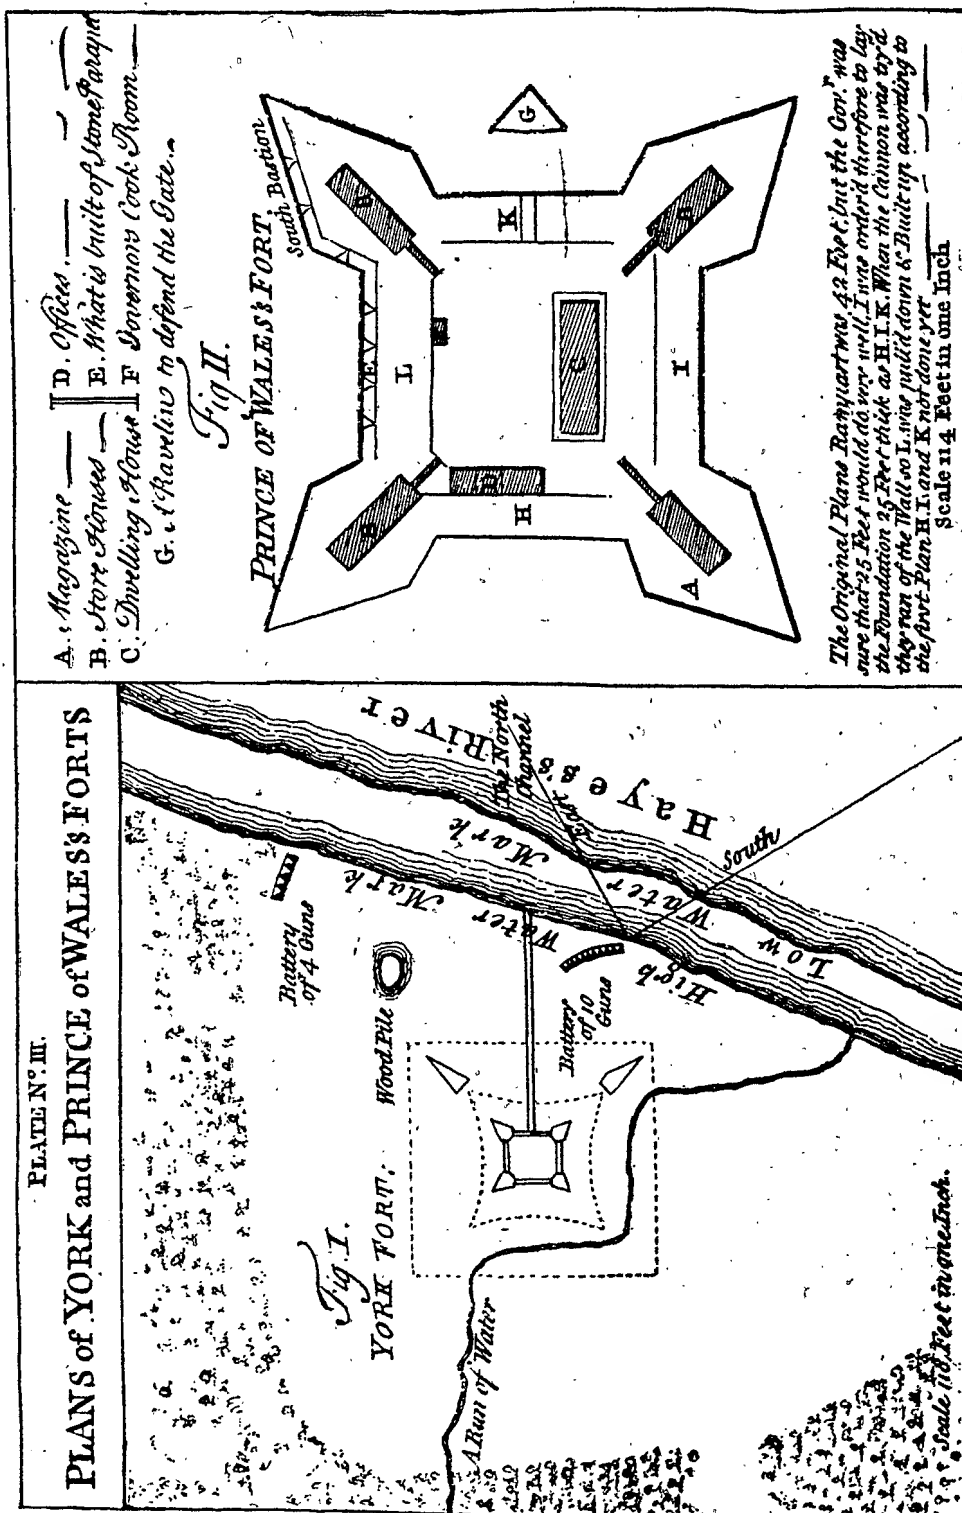 PLATE Nº. III.
PLANS of YORK and PRINCE of WALES'S FORTS
Fig I.
YORK FORT.
Wood Pile
Battery
of 4 Guns
Battery
of 10
Guns
A Run of Water
High Water Mark
Low Water Mark
The North
Channel
East
South
Hayes's River
Scale 118 Feet in one Inch.
A. Magazine
B. Store Houses
C. Dwelling House
D. Offices
E. What is built of Stone Parapet
F Governors Cook Room
G. A Ravelin to defend the Gate
Fig II.
PRINCE OF WALES'S FORT
South Bastion
B
B
B
A
C
D
E
G
H
I
K
L
The Original Plans Rampart was 42 Feet, but the Gov.r was
sure that 25 Feet would do very well, I was order'd therefore to lay
the Foundation 25 Feet thick as H.I.K. When the Cannon was try'd
they ran of the Wall so L was pull'd down & Built up according to
the first Plan H.I. and K not done yet
Scale 114 Feet in one Inch